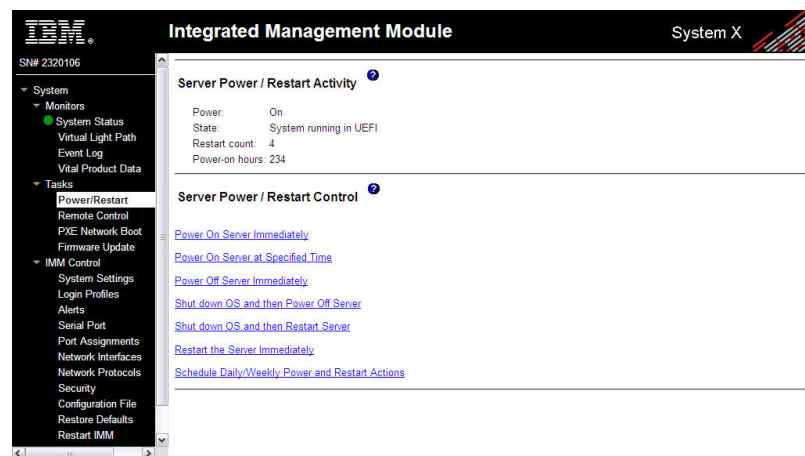 IBM®
Integrated Management Module
System X
SN# 2320106
System
Monitors
System Status
Virtual Light Path
Event Log
Vital Product Data
Tasks
Power/Restart
Remote Control
PXE Network Boot
Firmware Update
IMM Control
System Settings
Login Profiles
Alerts
Serial Port
Port Assignments
Network Interfaces
Network Protocols
Security
Configuration File
Restore Defaults
Restart IMM
Server Power / Restart Activity ?
Power: On
State: System running in UEFI
Restart count: 4
Power-on hours: 234
Server Power / Restart Control ?
Power On Server Immediately
Power On Server at Specified Time
Power Off Server Immediately
Shut down OS and then Power Off Server
Shut down OS and then Restart Server
Restart the Server Immediately
Schedule Daily/Weekly Power and Restart Actions